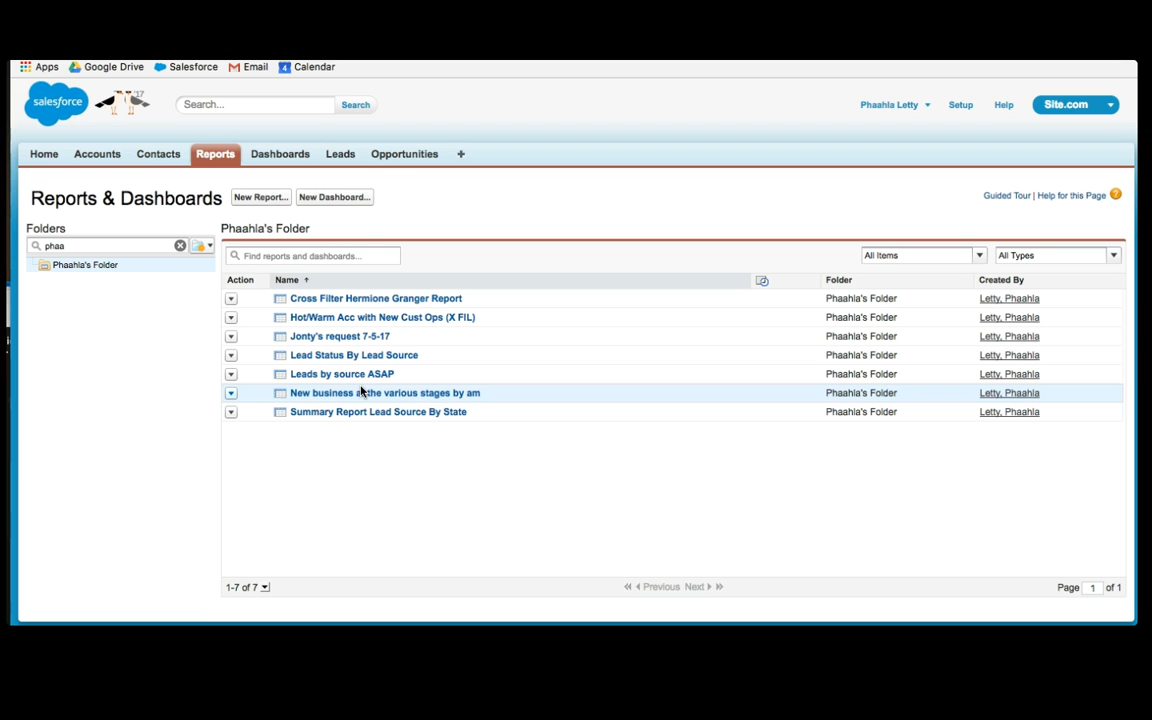 Apps Google Drive Salesforce Email 4 Calendar
salesforce '17 Search... Search Phaahla Letty Setup Help Site.com
Home Accounts Contacts Reports Dashboards Leads Opportunities +
Reports & Dashboards New Report... New Dashboard... Guided Tour | Help for this Page ?
Folders Phaahla's Folder
phaa Find reports and dashboards... All Items All Types
Phaahla's Folder
Action Name ↑ Folder Created By
Cross Filter Hermione Granger Report Phaahla's Folder Letty, Phaahla
Hot/Warm Acc with New Cust Ops (X FIL) Phaahla's Folder Letty, Phaahla
Jonty's request 7-5-17 Phaahla's Folder Letty, Phaahla
Lead Status By Lead Source Phaahla's Folder Letty, Phaahla
Leads by source ASAP Phaahla's Folder Letty, Phaahla
New business the various stages by am Phaahla's Folder Letty, Phaahla
Summary Report Lead Source By State Phaahla's Folder Letty, Phaahla
1-7 of 7 Previous Next Page 1 of 1